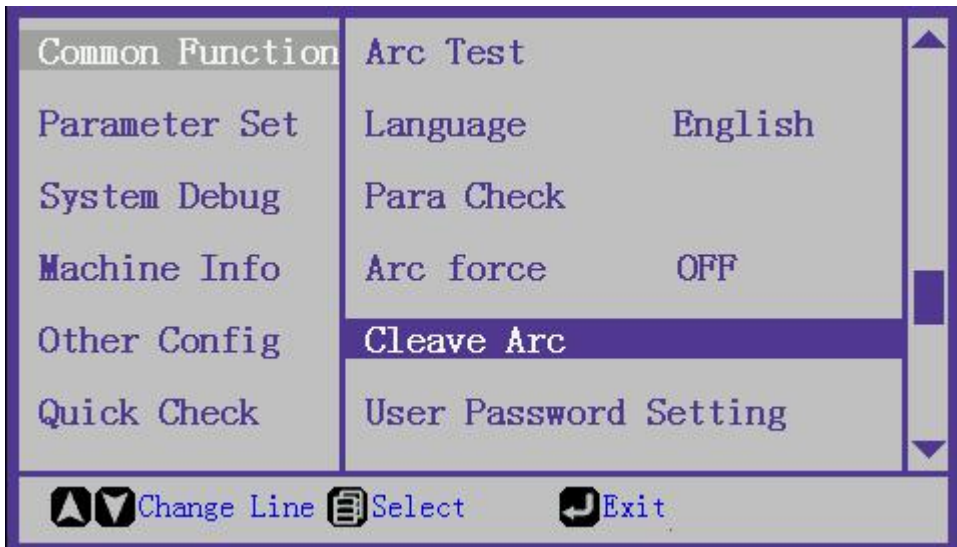 Common Function
Parameter Set
System Debug
Machine Info
Other Config
Quick Check
Arc Test
Language English
Para Check
Arc force OFF
Cleave Arc
User Password Setting
Change Line Select Exit